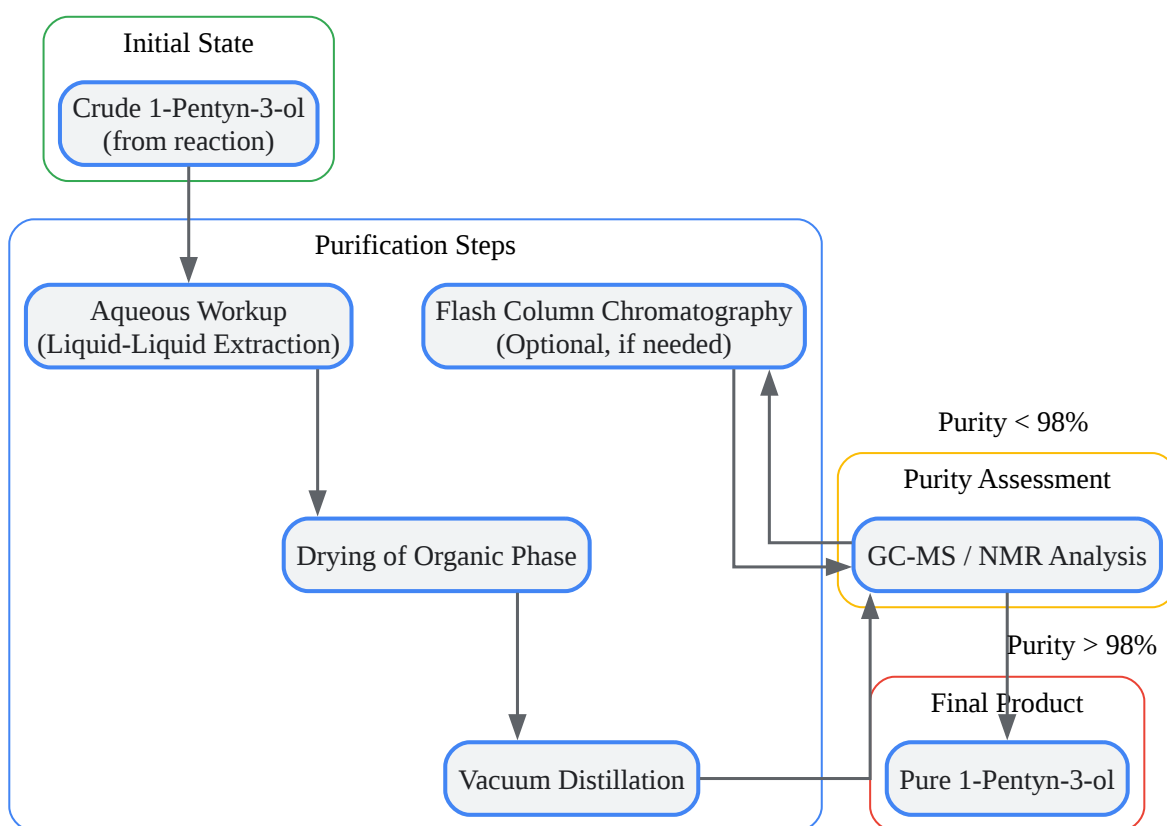 Initial State
Crude 1-Pentyn-3-ol
(from reaction)
Purification Steps
Aqueous Workup
(Liquid-Liquid Extraction)
Flash Column Chromatography
(Optional, if needed)
Purity < 98%
Purity Assessment
Drying of Organic Phase
GC-MS / NMR Analysis
Purity > 98%
Final Product
Vacuum Distillation
Pure 1-Pentyn-3-ol